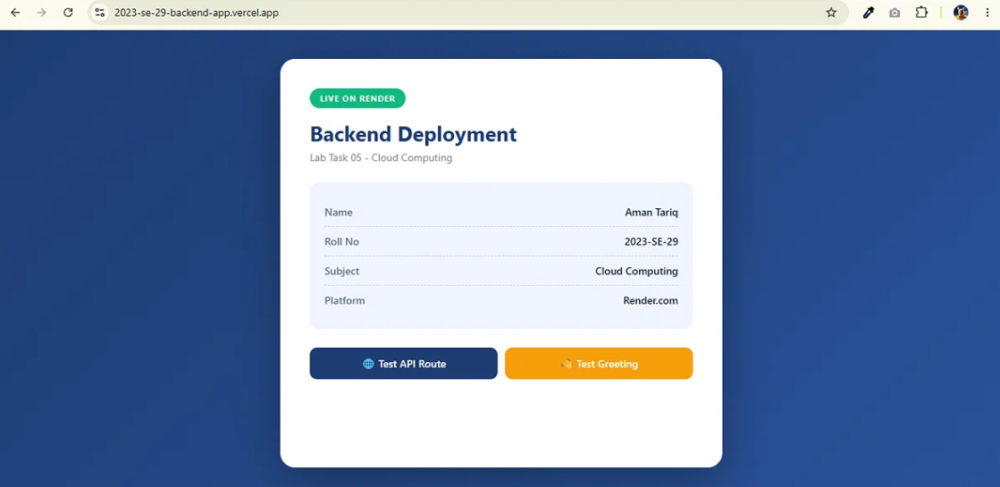 2023-se-29-backend-app.vercel.app
LIVE ON RENDER
Backend Deployment
Lab Task 05 - Cloud Computing
Name Aman Tariq
Roll No 2023-SE-29
Subject Cloud Computing
Platform Render.com
🌐 Test API Route
👋 Test Greeting